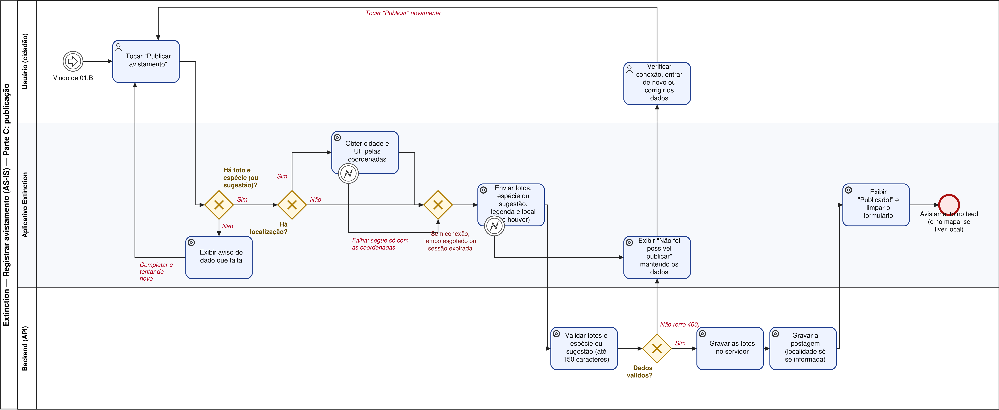 Extinction — Registrar avistamento (AS-IS) — Parte C: publicação
Usuário (cidadão)
Tocar "Publicar" novamente
Vindo de 01.B
Tocar "Publicar
avistamento"
Verificar
conexão, entrar
de novo ou
corrigir os
dados
Aplicativo Extinction
Há foto e
espécie (ou
sugestão)?
Sim
Não
Exibir aviso do
dado que falta
Completar e
tentar de
novo
Há
localização?
Sim
Não
Obter cidade e
UF pelas
coordenadas
Falha: segue só com
as coordenadas
Enviar fotos,
espécie ou
sugestão,
legenda e local
e houver)
Sem conexão,
tempo esgotado ou
sessão expirada
Exibir "Não foi
possível
publicar"
mantendo os
dados
Exibir
"Publicado!" e
limpar o
formulário
Avistamento no feed
(e no mapa, se
tiver local)
Backend (API)
Validar fotos e
espécie ou
sugestão (até
150 caracteres)
Dados
válidos?
Não (erro 400)
Sim
Gravar as fotos
no servidor
Gravar a
postagem
(localidade só
se informada)